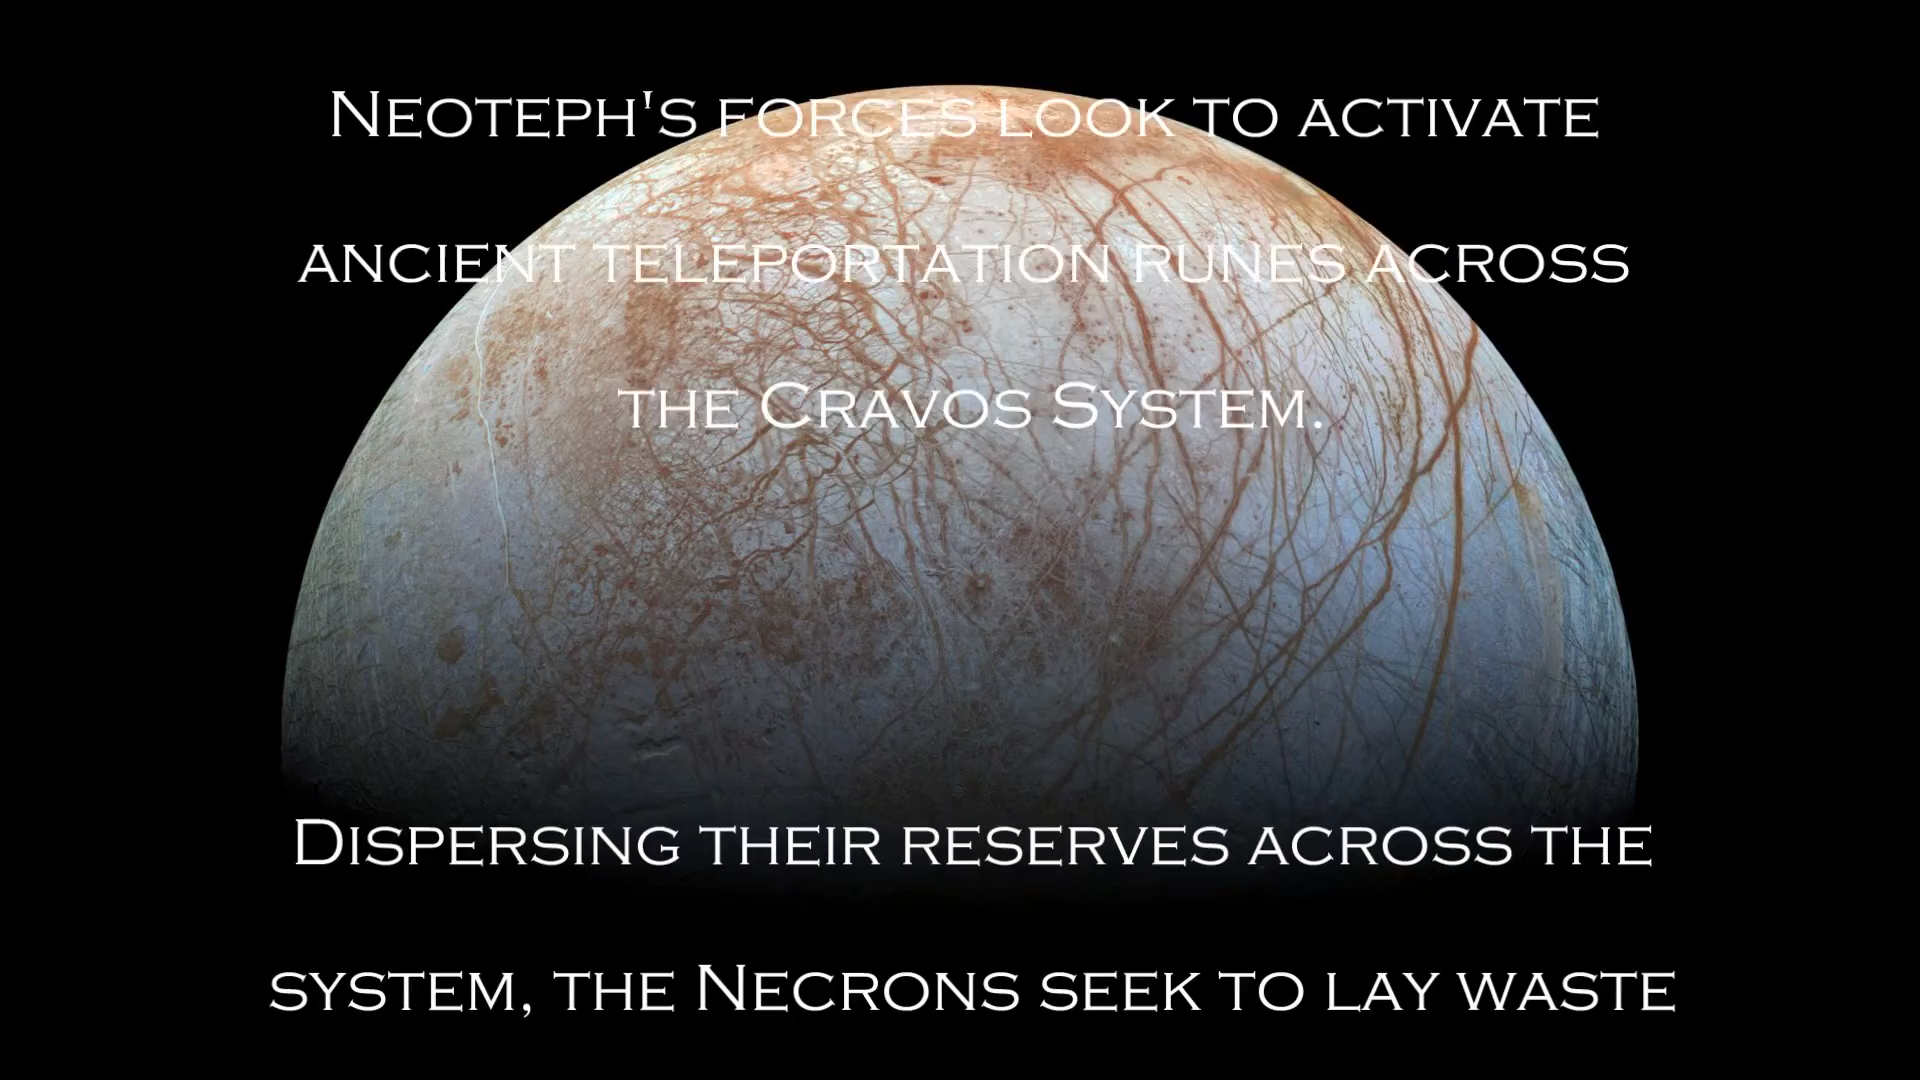 Neoteph's forces look to activate
ancient teleportation runes across
the Cravos System.
Dispersing their reserves across the
system, the Necrons seek to lay waste